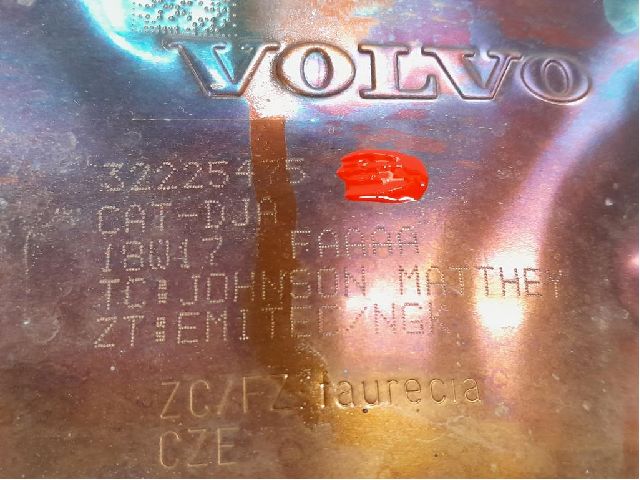 VOLVO
32225475
CAT-DJA
18W17 FAAAA
TC:JOHNSON MATTHEY
ZT:EMITEC/NGK
ZC/FZ:faurecia
CZE